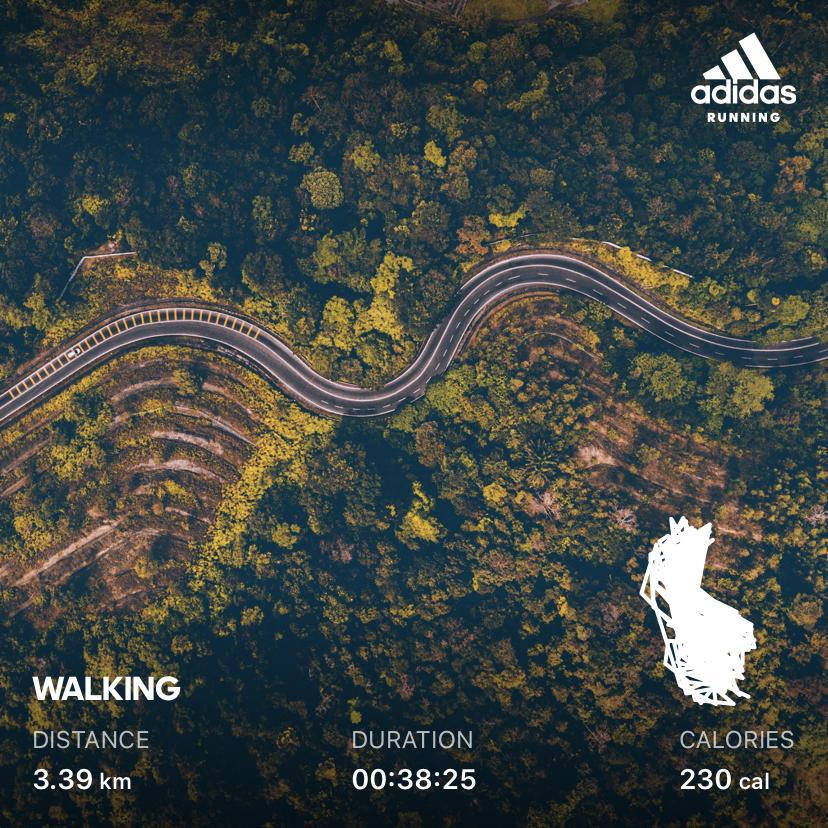 adidas
RUNNING
WALKING
DISTANCE
DURATION
CALORIES
3.39 km
00:38:25
230 cal